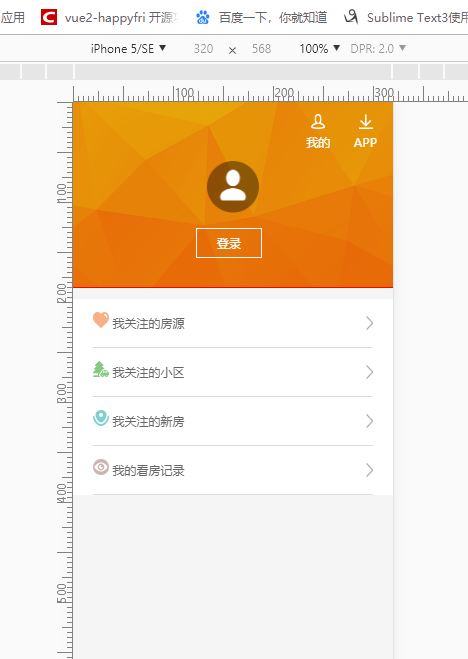 应用 vue2-happyfri 开源 百度一下，你就知道 Sublime Text3使用
iPhone 5/SE ▼ 320 × 568 100% ▼ DPR: 2.0 ▼
100 200 300
100
200
300
400
500
我的 APP
登录
我关注的房源
我关注的小区
我关注的新房
我的看房记录